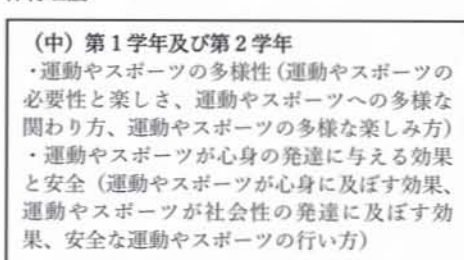 （中）第１学年及び第２学年
・運動やスポーツの多様性（運動やスポーツの
必要性と楽しさ、運動やスポーツへの多様な
関わり方、運動やスポーツの多様な楽しみ方）
・運動やスポーツが心身の発達に与える効果
と安全（運動やスポーツが心身に及ぼす効果、
運動やスポーツが社会性の発達に及ぼす効
果、安全な運動やスポーツの行い方）